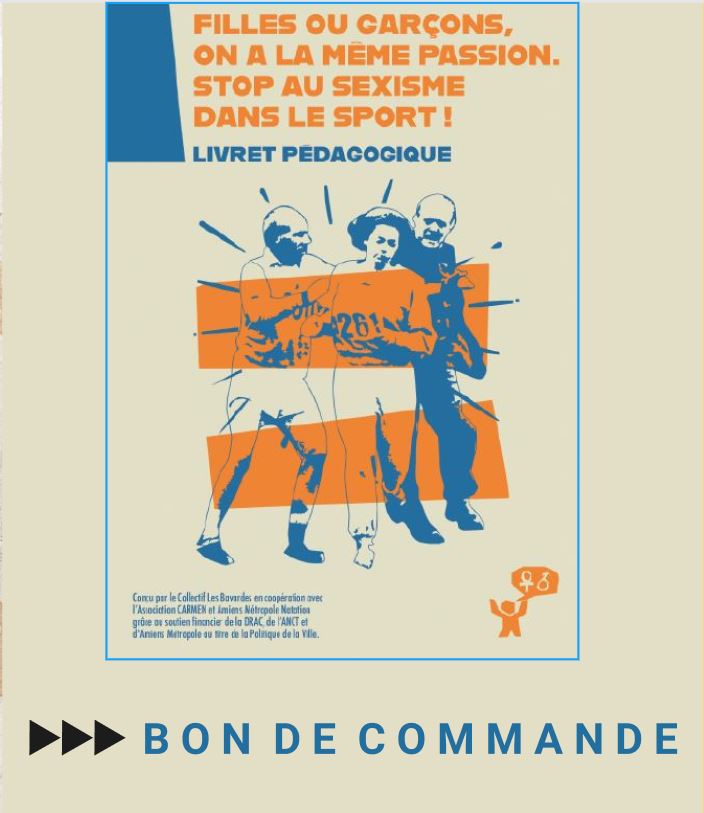 FILLES OU GARÇONS,
ON A LA MÊME PASSION.
STOP AU SEXISME
DANS LE SPORT !
LIVRET PÉDAGOGIQUE
261
Conçu par le Collectif Les Bavardes en coopération avec
l'Association CARMEN et Amiens Métropole Natation
grâce au soutien financier de la DRAC, de l'ANCT et
d'Amiens Métropole au titre de la Politique de la Ville.
BON DE COMMANDE